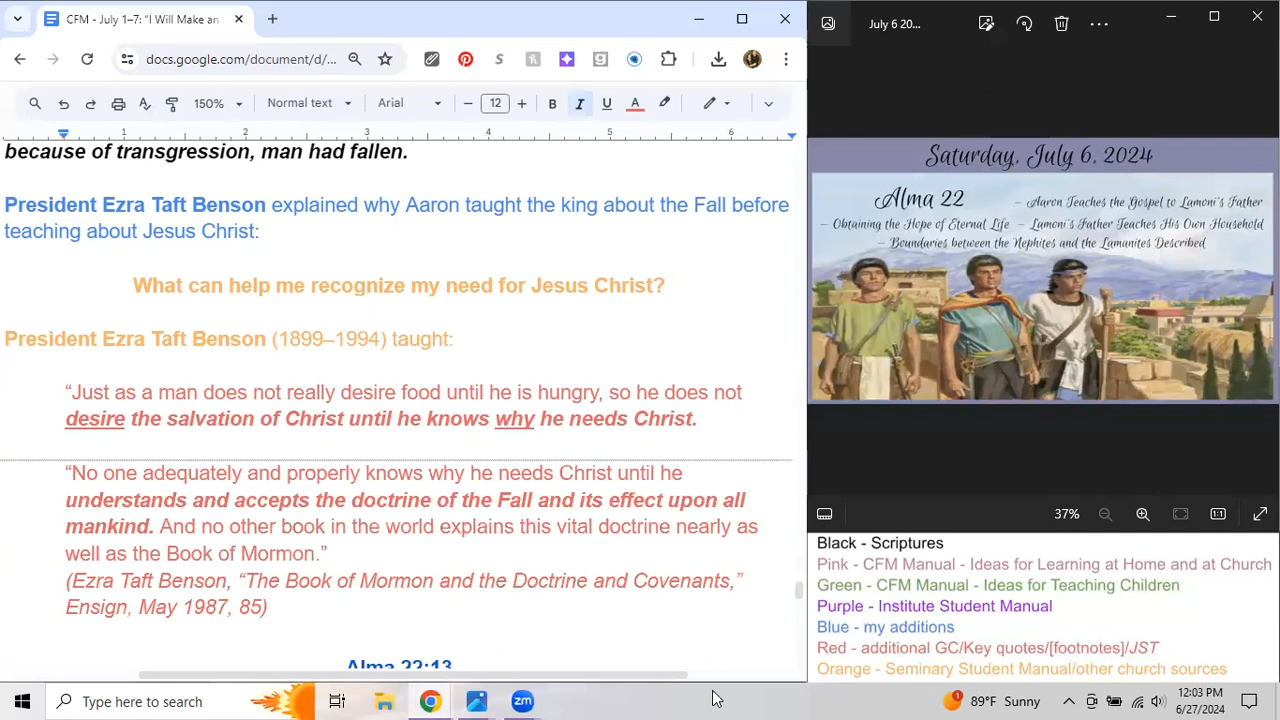 CFM - July 1–7: “I Will Make an
docs.google.com/document/d/...
150%
Normal text
Arial
12
B
I
U
A
1
2
3
4
5
6
because of transgression, man had fallen.
President Ezra Taft Benson explained why Aaron taught the king about the Fall before
teaching about Jesus Christ:
What can help me recognize my need for Jesus Christ?
President Ezra Taft Benson (1899–1994) taught:
“Just as a man does not really desire food until he is hungry, so he does not
desire the salvation of Christ until he knows why he needs Christ.
“No one adequately and properly knows why he needs Christ until he
understands and accepts the doctrine of the Fall and its effect upon all
mankind. And no other book in the world explains this vital doctrine nearly as
well as the Book of Mormon.”
(Ezra Taft Benson, “The Book of Mormon and the Doctrine and Covenants,”
Ensign, May 1987, 85)
Alma 22:13
July 6 20...
Saturday, July 6, 2024
Alma 22
– Aaron Teaches the Gospel to Lamoni's Father
– Obtaining the Hope of Eternal Life – Lamoni's Father Teaches His Own Household
– Boundaries between the Nephites and the Lamanites Described
37%
1:1
Black - Scriptures
Pink - CFM Manual - Ideas for Learning at Home and at Church
Green - CFM Manual - Ideas for Teaching Children
Purple - Institute Student Manual
Blue - my additions
Red - additional GC/Key quotes/[footnotes]/JST
Orange - Seminary Student Manual/other church sources
Type here to search
zm
1
89°F Sunny
12:03 PM
6/27/2024